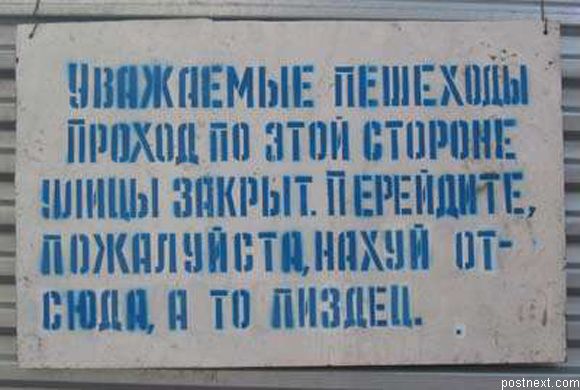 УВАЖАЕМЫЕ ПЕШЕХОДЫ
ПРОХОД ПО ЭТОЙ СТОРОНЕ
УЛИЦЫ ЗАКРЫТ. ПЕРЕЙДИТЕ,
ПОЖАЛУЙСТА, НАХУЙ ОТ-
СЮДА, А ТО ПИЗДЕЦ.
postnext.com